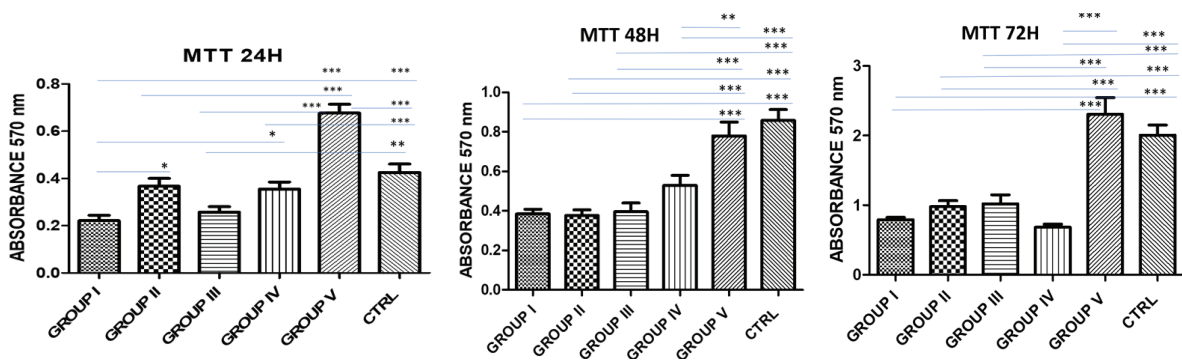 MTT 24H
*** ***
***
*** ***
***
*
**
*
ABSORBANCE 570 nm
0.8
0.6
0.4
0.2
0.0
GROUP I
GROUP II
GROUP III
GROUP IV
GROUP V
CTRL
MTT 48H
**
***
***
***
***
***
***
***
ABSORBANCE 570 nm
1.0
0.8
0.6
0.4
0.2
0.0
GROUP I
GROUP II
GROUP III
GROUP IV
GROUP V
CTRL
MTT 72H
***
***
***
***
***
***
***
***
ABSORBANCE 570 nm
3
2
1
0
GROUP I
GROUP II
GROUP III
GROUP IV
GROUP V
CTRL